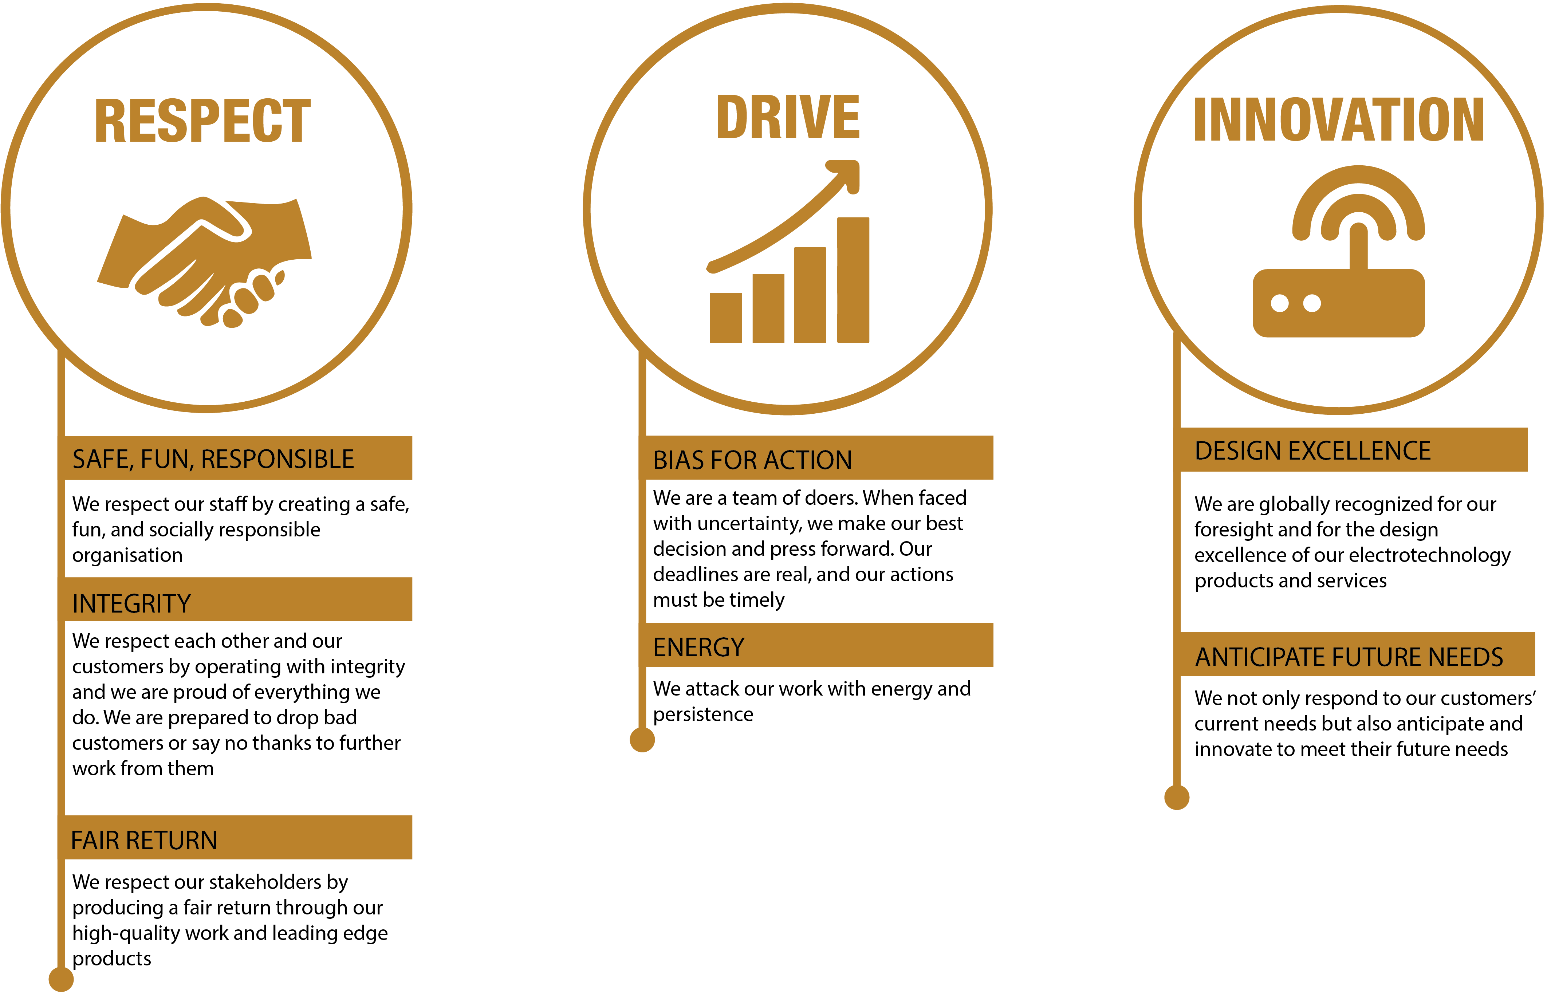 RESPECT
SAFE, FUN, RESPONSIBLE
We respect our staff by creating a safe,
fun, and socially responsible
organisation
INTEGRITY
We respect each other and our
customers by operating with integrity
and we are proud of everything we
do. We are prepared to drop bad
customers or say no thanks to further
work from them
FAIR RETURN
We respect our stakeholders by
producing a fair return through our
high-quality work and leading edge
products
DRIVE
BIAS FOR ACTION
We are a team of doers. When faced
with uncertainty, we make our best
decision and press forward. Our
deadlines are real, and our actions
must be timely
ENERGY
We attack our work with energy and
persistence
INNOVATION
DESIGN EXCELLENCE
We are globally recognized for our
foresight and for the design
excellence of our electrotechnology
products and services
ANTICIPATE FUTURE NEEDS
We not only respond to our customers’
current needs but also anticipate and
innovate to meet their future needs